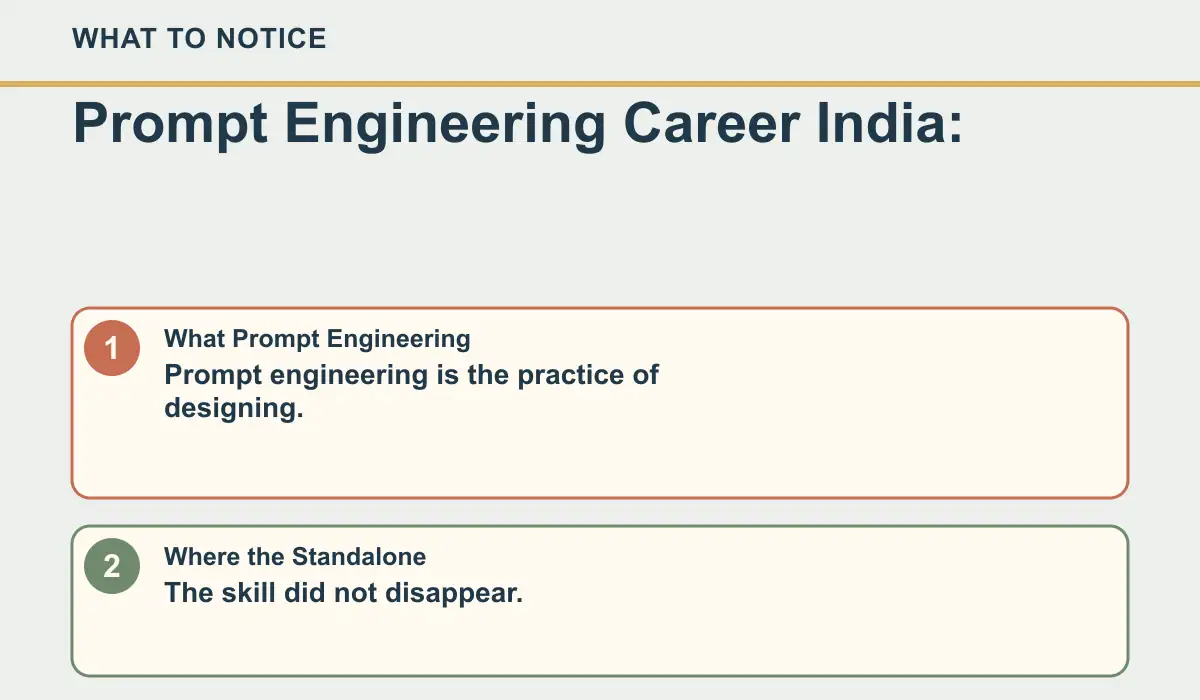 WHAT TO NOTICE
Prompt Engineering Career India:
1
What Prompt Engineering
Prompt engineering is the practice of
designing.
2
Where the Standalone
The skill did not disappear.